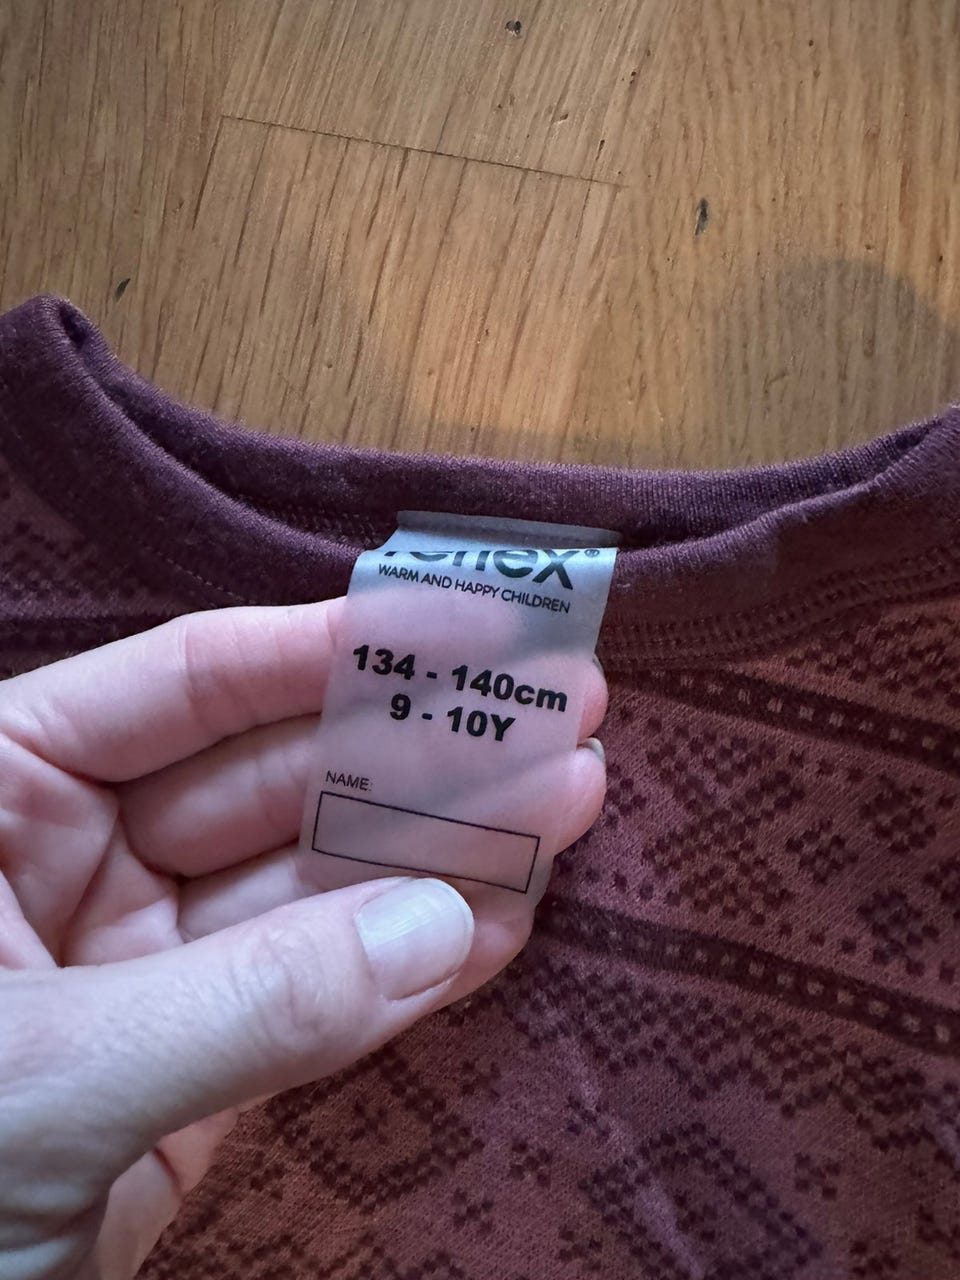 WARM AND HAPPY CHILDREN
134 - 140cm
9 - 10Y
NAME: